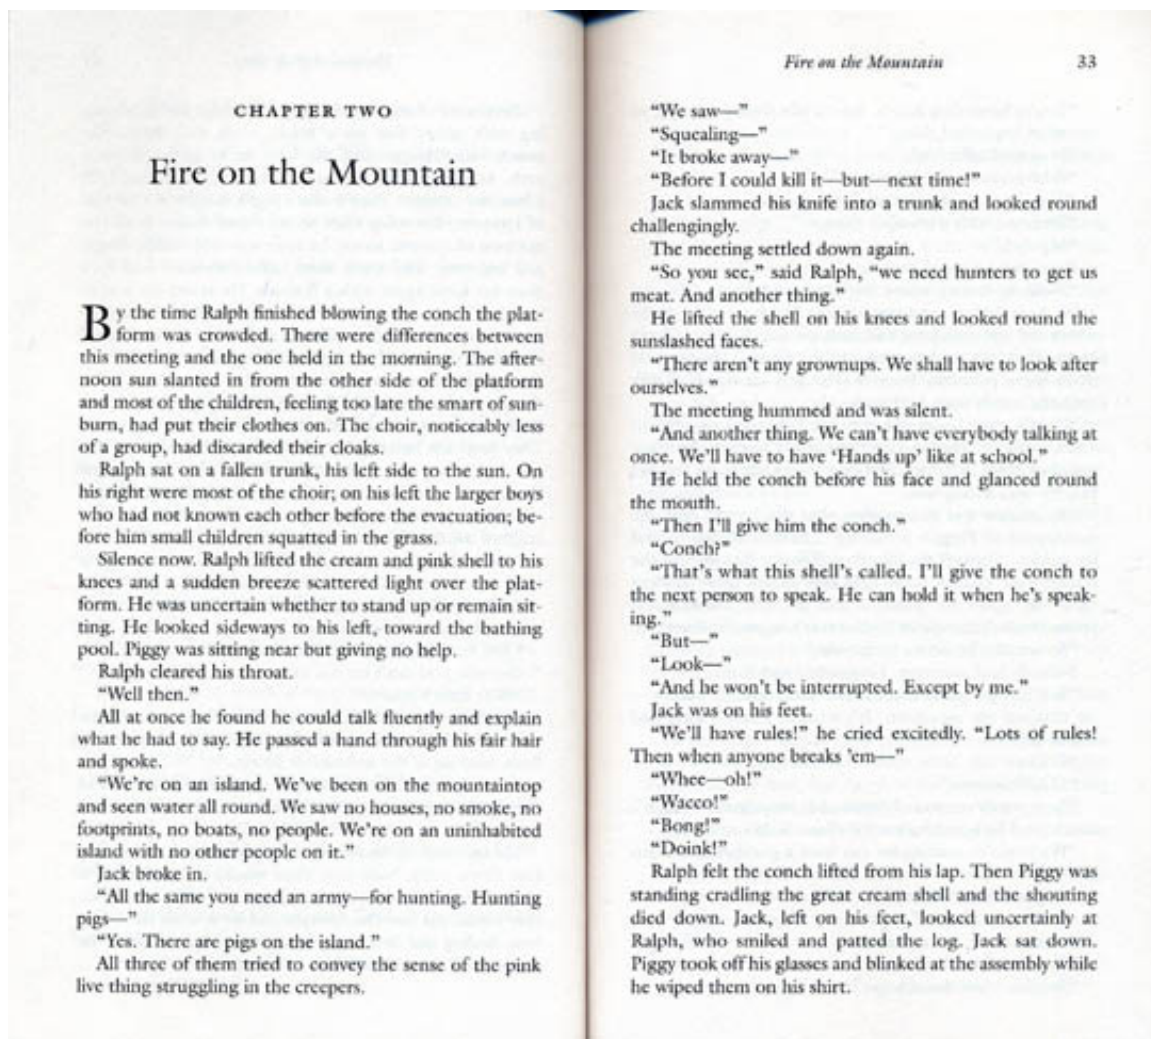 CHAPTER TWO
Fire on the Mountain
By the time Ralph finished blowing the conch the plat-
form was crowded. There were differences between
this meeting and the one held in the morning. The after-
noon sun slanted in from the other side of the platform
and most of the children, feeling too late the smart of sun-
burn, had put their clothes on. The choir, noticeably less
of a group, had discarded their cloaks.
Ralph sat on a fallen trunk, his left side to the sun. On
his right were most of the choir; on his left the larger boys
who had not known each other before the evacuation; be-
fore him small children squatted in the grass.
Silence now. Ralph lifted the cream and pink shell to his
knees and a sudden breeze scattered light over the plat-
form. He was uncertain whether to stand up or remain sit-
ting. He looked sideways to his left, toward the bathing
pool. Piggy was sitting near but giving no help.
Ralph cleared his throat.
“Well then.”
All at once he found he could talk fluently and explain
what he had to say. He passed a hand through his fair hair
and spoke.
“We’re on an island. We’ve been on the mountaintop
and seen water all round. We saw no houses, no smoke, no
footprints, no boats, no people. We’re on an uninhabited
island with no other people on it.”
Jack broke in.
“All the same you need an army—for hunting. Hunting
pigs—”
“Yes. There are pigs on the island.”
All three of them tried to convey the sense of the pink
live thing struggling in the creepers.
Fire on the Mountain 33
“We saw—”
“Squealing—”
“It broke away—”
“Before I could kill it—but—next time!”
Jack slammed his knife into a trunk and looked round
challengingly.
The meeting settled down again.
“So you see,” said Ralph, “we need hunters to get us
meat. And another thing.”
He lifted the shell on his knees and looked round the
sunslashed faces.
“There aren’t any grownups. We shall have to look after
ourselves.”
The meeting hummed and was silent.
“And another thing. We can’t have everybody talking at
once. We’ll have to have ‘Hands up’ like at school.”
He held the conch before his face and glanced round
the mouth.
“Then I’ll give him the conch.”
“Conch?”
“That’s what this shell’s called. I’ll give the conch to
the next person to speak. He can hold it when he’s speak-
ing.”
“But—”
“Look—”
“And he won’t be interrupted. Except by me.”
Jack was on his feet.
“We’ll have rules!” he cried excitedly. “Lots of rules!
Then when anyone breaks ’em—”
“Whee—oh!”
“Wacco!”
“Bong!”
“Doink!”
Ralph felt the conch lifted from his lap. Then Piggy was
standing cradling the great cream shell and the shouting
died down. Jack, left on his feet, looked uncertainly at
Ralph, who smiled and patted the log. Jack sat down.
Piggy took off his glasses and blinked at the assembly while
he wiped them on his shirt.